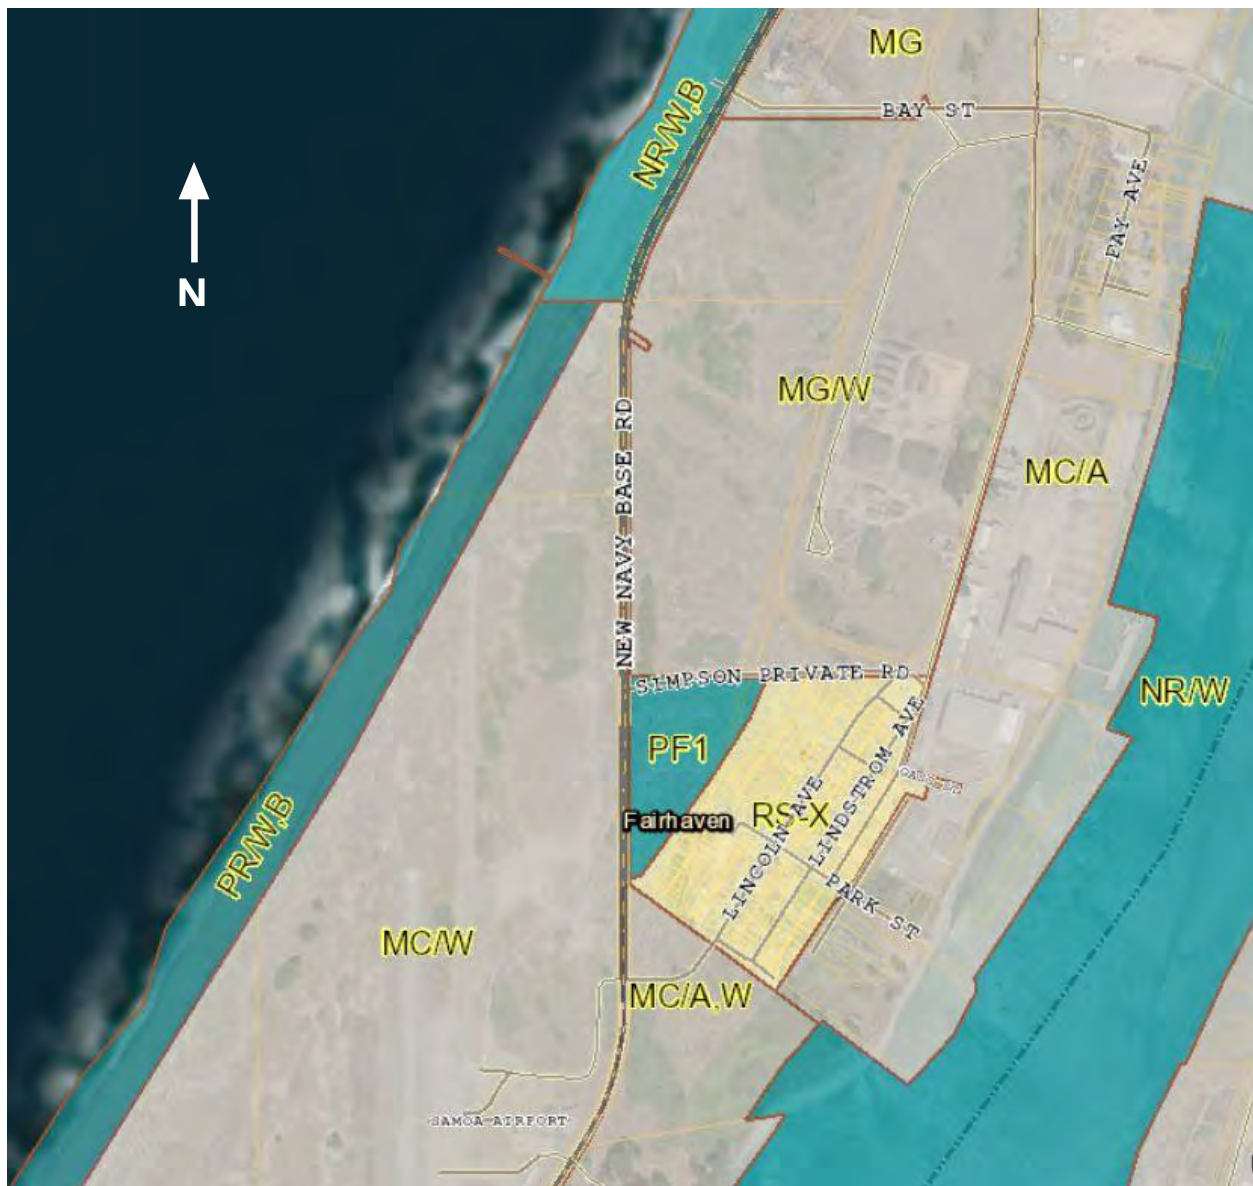 MG
NR/W,B
BAY ST
FAY AVE
N
NEW NAVY BASE RD
MG/W
MC/A
SIMPSON PRIVATE RD
NR/W
PF1
LINDSTROM AVE
LINCOLN AVE
Fairhaven
RS-X
PR/W,B
PARK ST
MC/W
MC/A,W
SAMOA AIRPORT